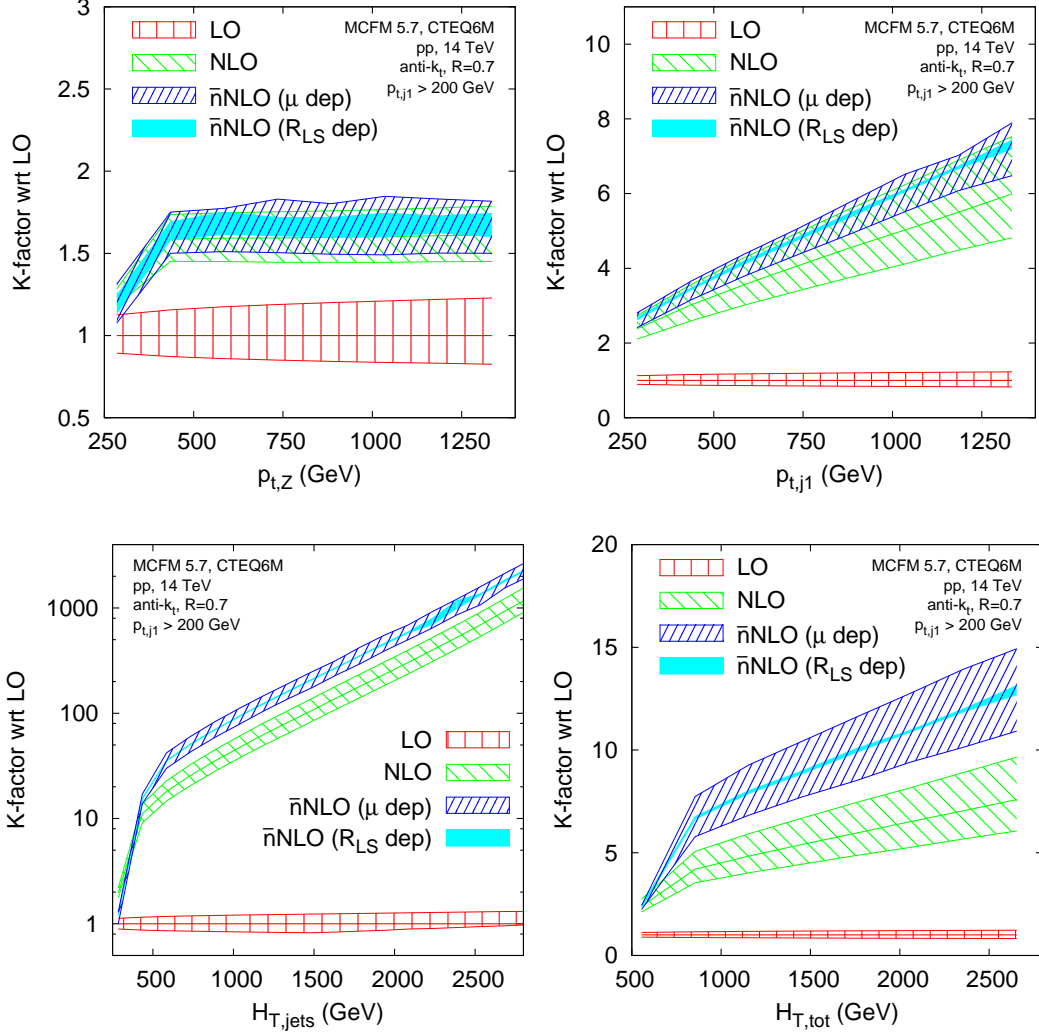 3
2.5
2
1.5
1
0.5
K-factor wrt LO
LO
NLO
n̄NLO (μ dep)
n̄NLO (R_LS dep)
MCFM 5.7, CTEQ6M
pp, 14 TeV
anti-k_t, R=0.7
p_t,j1 > 200 GeV
250 500 750 1000 1250
p_t,Z (GeV)
10
8
6
4
2
0
K-factor wrt LO
LO
NLO
n̄NLO (μ dep)
n̄NLO (R_LS dep)
MCFM 5.7, CTEQ6M
pp, 14 TeV
anti-k_t, R=0.7
p_t,j1 > 200 GeV
250 500 750 1000 1250
p_t,j1 (GeV)
1000
100
10
1
K-factor wrt LO
MCFM 5.7, CTEQ6M
pp, 14 TeV
anti-k_t, R=0.7
p_t,j1 > 200 GeV
LO
NLO
n̄NLO (μ dep)
n̄NLO (R_LS dep)
500 1000 1500 2000 2500
H_T,jets (GeV)
20
15
10
5
0
K-factor wrt LO
LO
NLO
n̄NLO (μ dep)
n̄NLO (R_LS dep)
MCFM 5.7, CTEQ6M
pp, 14 TeV
anti-k_t, R=0.7
p_t,j1 > 200 GeV
500 1000 1500 2000 2500
H_T,tot (GeV)